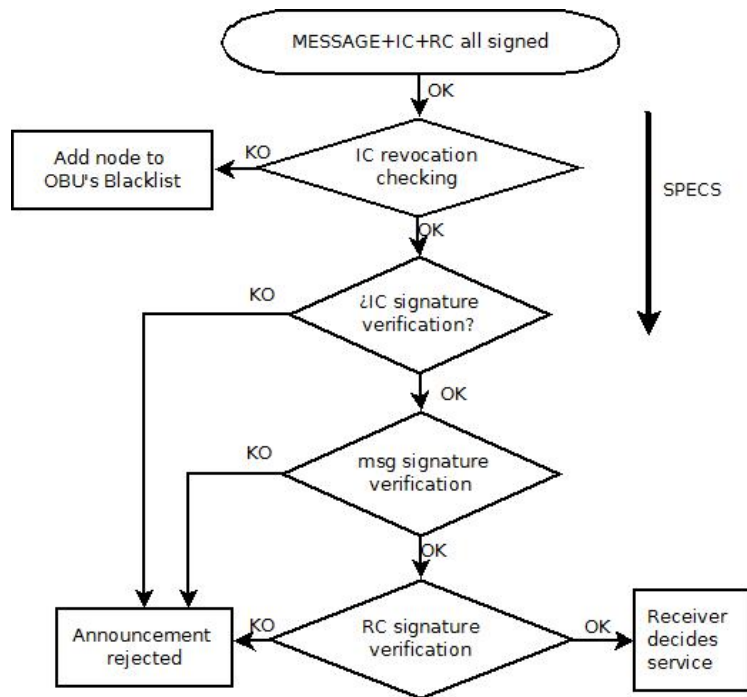 MESSAGE+IC+RC all signed
OK
Add node to
OBU's Blacklist
KO
IC revocation
checking
SPECS
OK
KO
¿IC signature
verification?
OK
KO
msg signature
verification
OK
Announcement
rejected
KO
RC signature
verification
OK
Receiver
decides
service